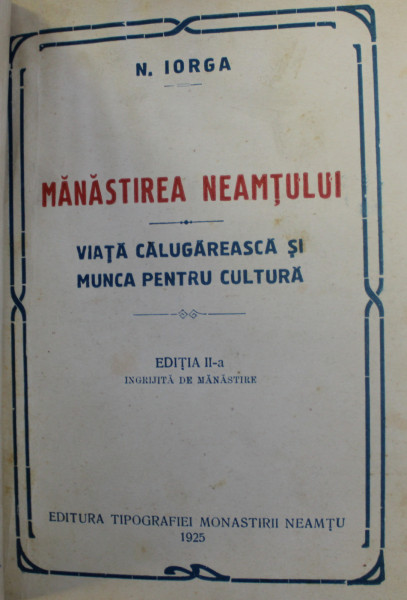 N. IORGA
MĂNĂSTIREA NEAMȚULUI
VIAȚĂ CĂLUGĂREASCĂ ȘI
MUNCA PENTRU CULTURĂ
EDIȚIA II-a
INGRIJITĂ DE MĂNĂSTIRE
EDITURA TIPOGRAFIEI MONASTIRII NEAMȚU
1925